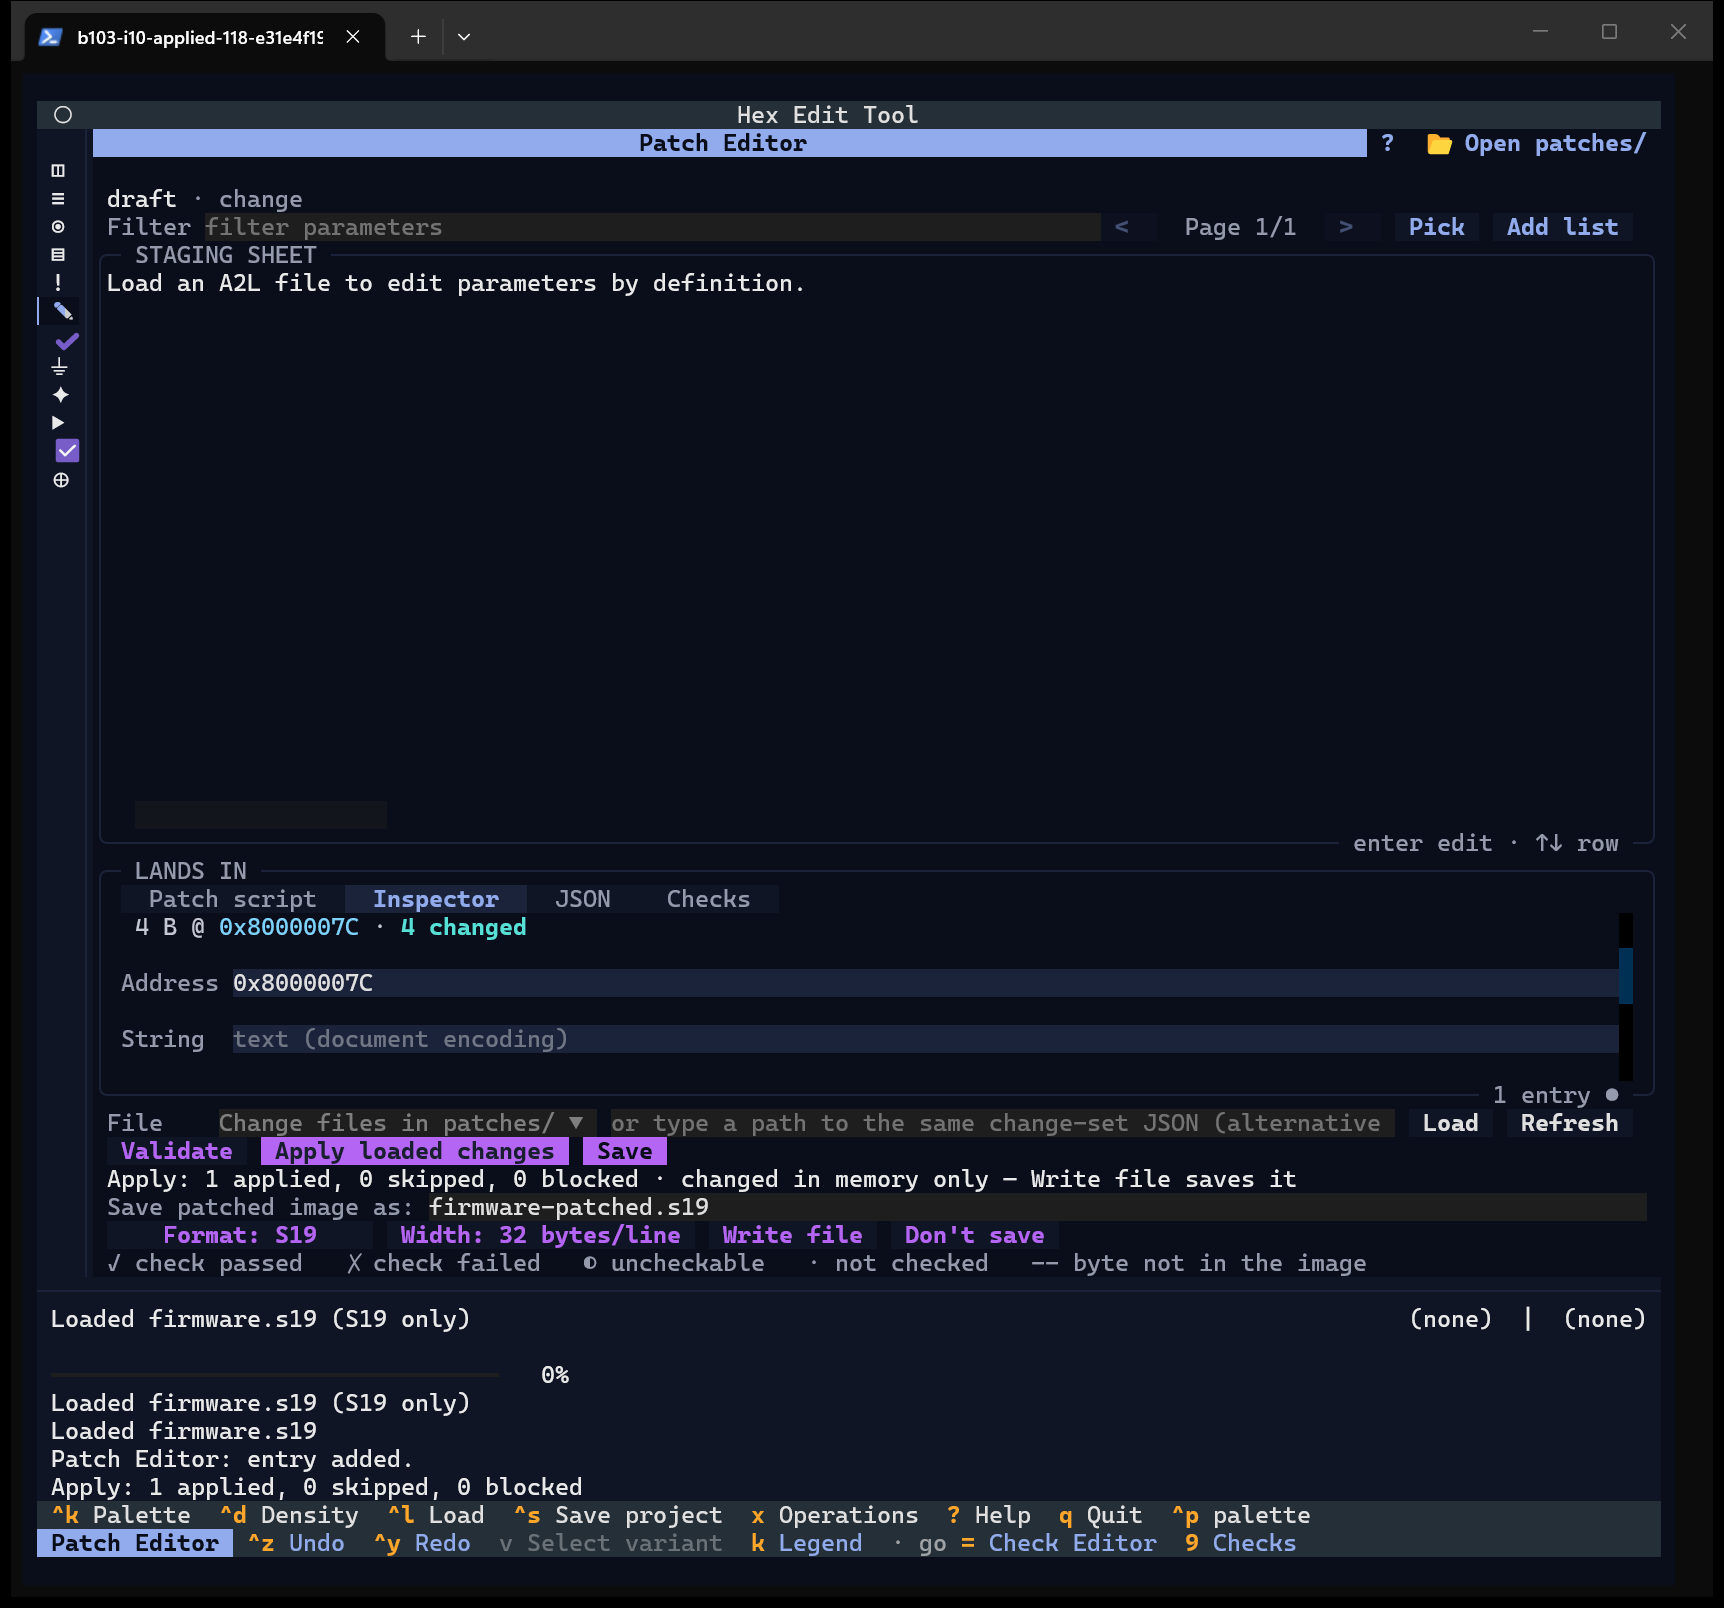 b103-i10-applied-118-e31e4f19
Hex Edit Tool
Patch Editor ? Open patches/
draft · change
Filter filter parameters < Page 1/1 > Pick Add list
STAGING SHEET
Load an A2L file to edit parameters by definition.
enter edit · ↑↓ row
LANDS IN
Patch script Inspector JSON Checks
4 B @ 0x8000007C · 4 changed
Address 0x8000007C
String text (document encoding)
1 entry ●
File Change files in patches/ ▼ or type a path to the same change-set JSON (alternative Load Refresh
Validate Apply loaded changes Save
Apply: 1 applied, 0 skipped, 0 blocked · changed in memory only — Write file saves it
Save patched image as: firmware-patched.s19
Format: S19 Width: 32 bytes/line Write file Don't save
✓ check passed ✗ check failed ◐ uncheckable · not checked -- byte not in the image
Loaded firmware.s19 (S19 only) (none) | (none)
0%
Loaded firmware.s19 (S19 only)
Loaded firmware.s19
Patch Editor: entry added.
Apply: 1 applied, 0 skipped, 0 blocked
^k Palette ^d Density ^l Load ^s Save project x Operations ? Help q Quit ^p palette
Patch Editor ^z Undo ^y Redo v Select variant k Legend · go = Check Editor 9 Checks